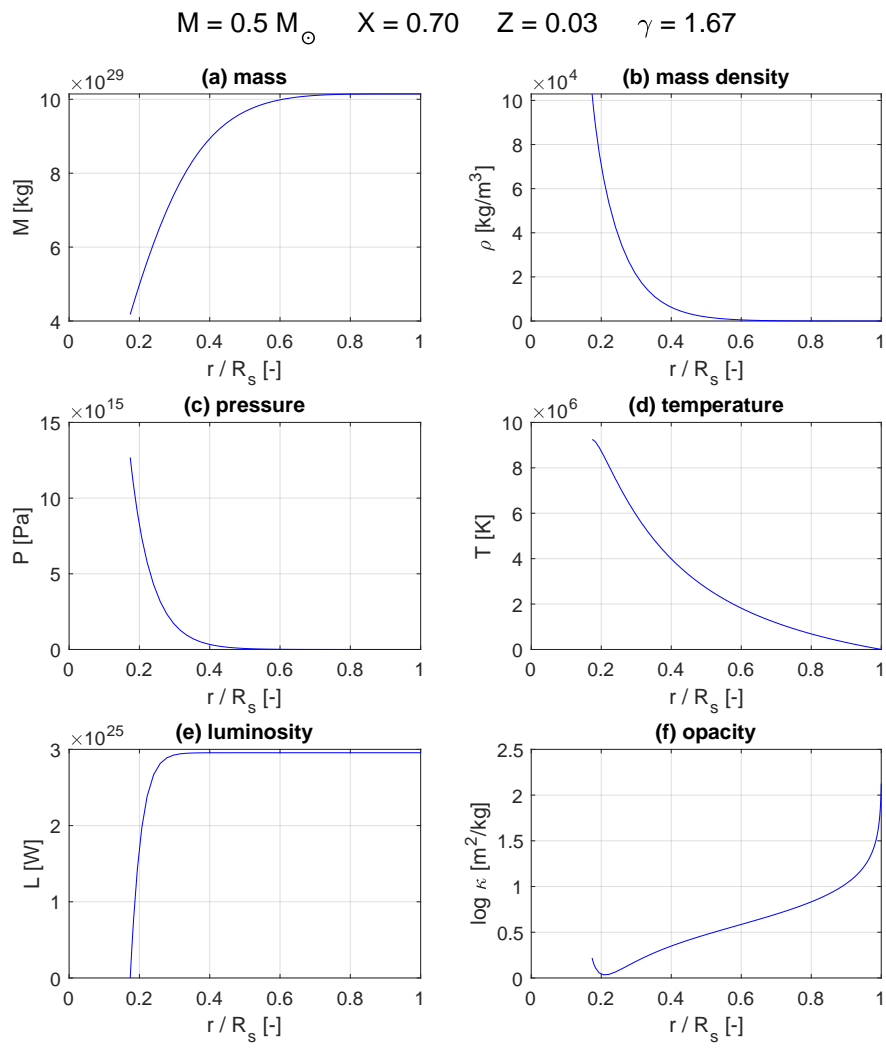 M = 0.5 M⊙ X = 0.70 Z = 0.03 γ = 1.67
(a) mass
×10^29
10
8
6
4
M [kg]
0 0.2 0.4 0.6 0.8 1
r / R_s [-]
(b) mass density
×10^4
10
8
6
4
2
0
ρ [kg/m^3]
0 0.2 0.4 0.6 0.8 1
r / R_s [-]
(c) pressure
×10^15
15
10
5
0
P [Pa]
0 0.2 0.4 0.6 0.8 1
r / R_s [-]
(d) temperature
×10^6
10
8
6
4
2
0
T [K]
0 0.2 0.4 0.6 0.8 1
r / R_s [-]
(e) luminosity
×10^25
3
2
1
0
L [W]
0 0.2 0.4 0.6 0.8 1
r / R_s [-]
(f) opacity
2.5
2
1.5
1
0.5
0
log κ [m^2/kg]
0 0.2 0.4 0.6 0.8 1
r / R_s [-]